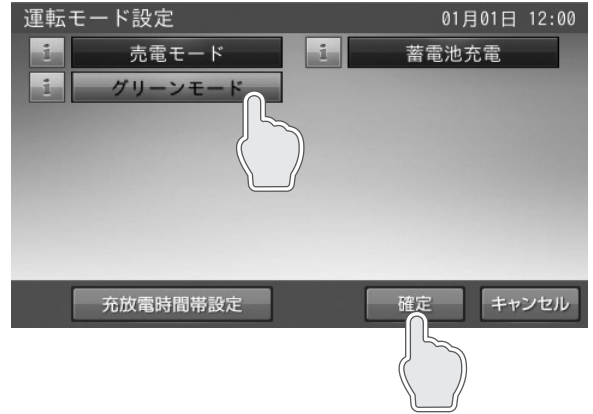 運転モード設定 01月01日 12:00
i 売電モード i 蓄電池充電
i グリーンモード
充放電時間帯設定 確定 キャンセル